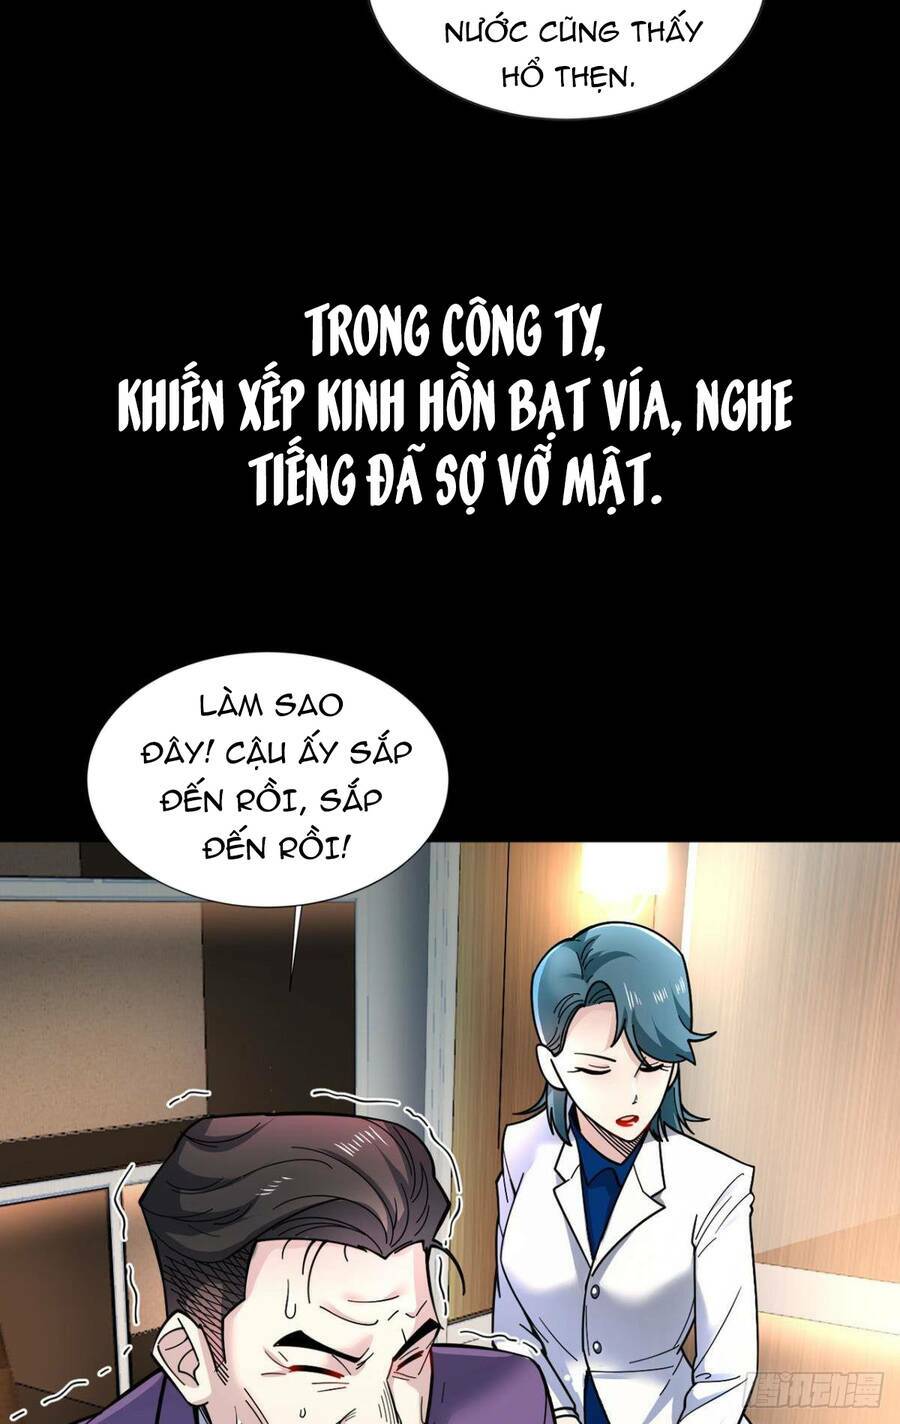 NƯỚC CŨNG THẤY
HỔ THẸN.
TRONG CÔNG TY,
KHIẾN XẾP KINH HỒN BẠT VÍA, NGHE
TIẾNG ĐÃ SỢ VỠ MẬT.
LÀM SAO
ĐÂY! CẬU ẤY SẮP
ĐẾN RỒI, SẮP
ĐẾN RỒI!